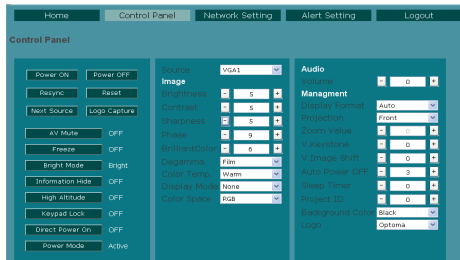 Home Control Panel Network Setting Alert Setting Logout
Control Panel
Power ON Power OFF
Resync Reset
Next Source Logo Capture
AV Mute OFF
Freeze OFF
Bright Mode Bright
Information Hide OFF
High Altitude OFF
Keypad Lock OFF
Direct Power On OFF
Power Mode Active
Source VGA1
Image
Brightness - 5 +
Contrast - 5 +
Sharpness - 5 +
Phase - 9 +
BrilliantColor - 6 +
Degamma Film
Color Temp. Warm
Display Mode None
Color Space RGB
Audio
Volume - 0 +
Managment
Display Format Auto
Projection Front
Zoom Value - 0 +
V.Keystone - 0 +
V.Image Shift - 0 +
Auto Power OFF - 3 +
Sleep Timer - 0 +
Project ID - 0 +
Background Color Black
Logo Optoma